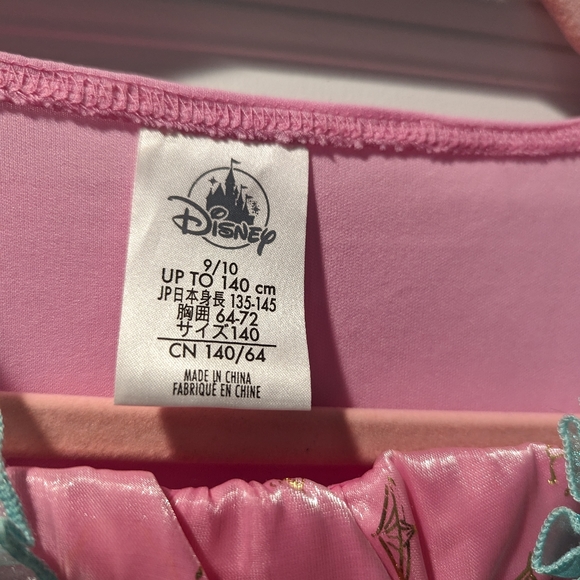 Disney
9/10
UP TO 140 cm
JP日本身長 135-145
胸囲 64-72
サイズ140
CN 140/64
MADE IN CHINA
FABRIQUÉ EN CHINE